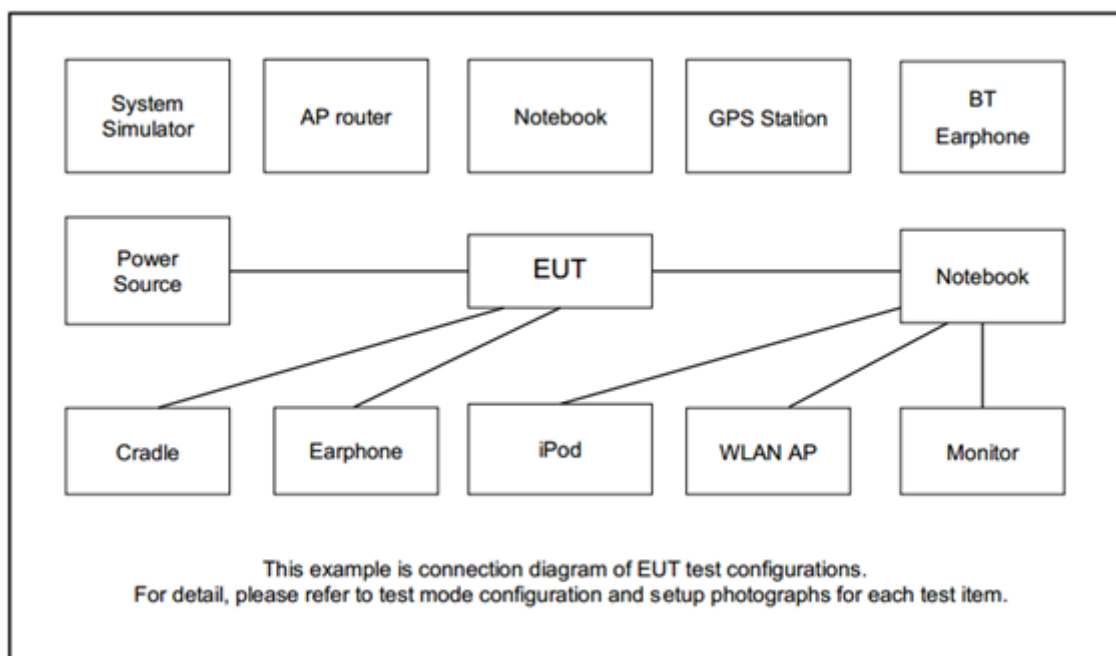 System
Simulator
AP router
Notebook
GPS Station
BT
Earphone
Power
Source
EUT
Notebook
Cradle
Earphone
iPod
WLAN AP
Monitor
This example is connection diagram of EUT test configurations.
For detail, please refer to test mode configuration and setup photographs for each test item.